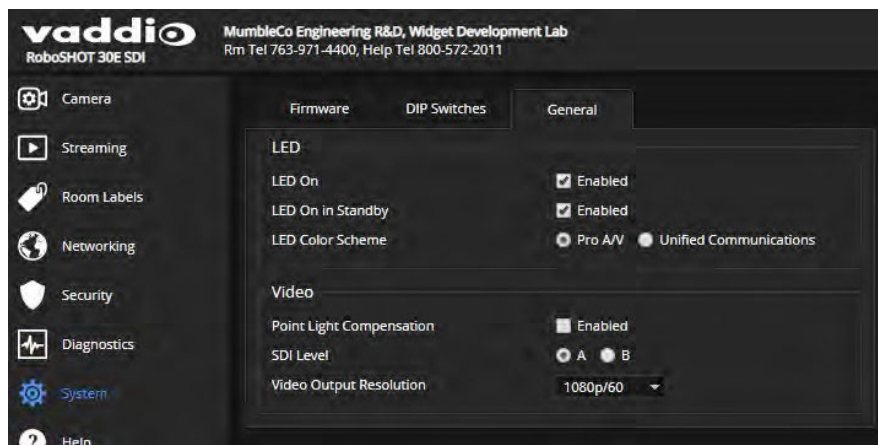 vaddio
RoboSHOT 30E SDI
MumbleCo Engineering R&D, Widget Development Lab
Rm Tel 763-971-4400, Help Tel 800-572-2011
Camera
Streaming
Room Labels
Networking
Security
Diagnostics
System
Help
Firmware DIP Switches General
LED
LED On Enabled
LED On in Standby Enabled
LED Color Scheme Pro A/V Unified Communications
Video
Point Light Compensation Enabled
SDI Level A B
Video Output Resolution 1080p/60